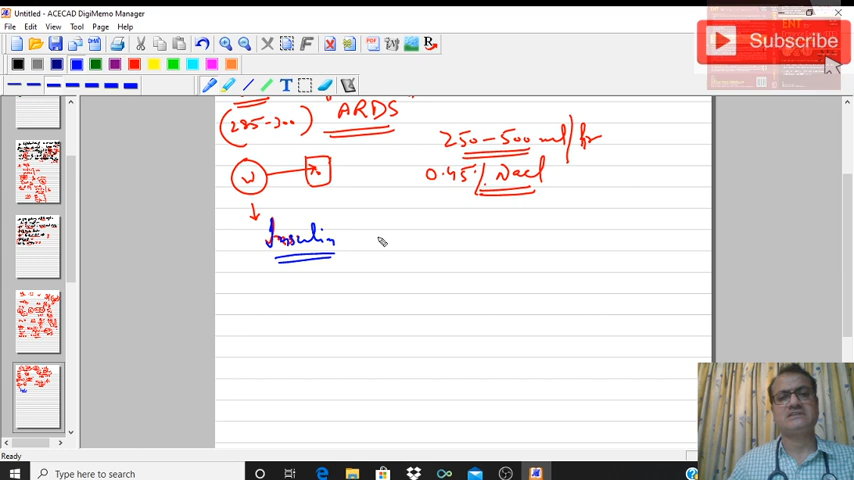 Untitled - ACECAD DigiMemo Manager
File Edit View Tool Page Help
ENT
Subscribe
(285-300) "ARDS"
250-500 ml/hr
0.45% Nacl
W
Insulin
Ready
Type here to search